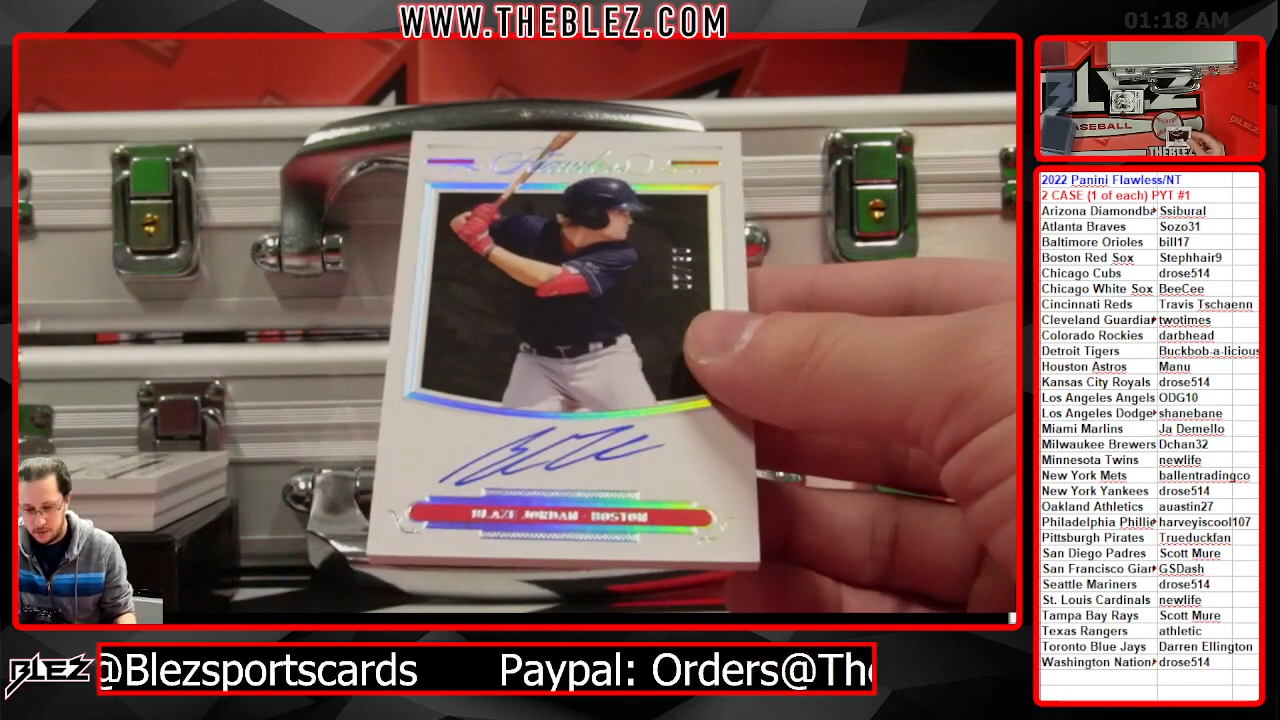 WWW.THEBLEZ.COM
01:18 AM
Flawless
BLAZE JORDAN - BOSTON
BASEBALL
THEBLEZ
2022 Panini Flawless/NT
2 CASE (1 of each) PYT #1
Arizona Diamondba Ssibural
Atlanta Braves Sozo31
Baltimore Orioles bill17
Boston Red Sox Stephhair9
Chicago Cubs drose514
Chicago White Sox BeeCee
Cincinnati Reds Travis Tschaenn
Cleveland Guardian twotimes
Colorado Rockies darbhead
Detroit Tigers Buckbob-a-licious
Houston Astros Manu
Kansas City Royals drose514
Los Angeles Angels ODG10
Los Angeles Dodge shanebane
Miami Marlins Ja Demello
Milwaukee Brewers Dchan32
Minnesota Twins newlife
New York Mets ballentradingco
New York Yankees drose514
Oakland Athletics auastin27
Philadelphia Phillie harveyiscool107
Pittsburgh Pirates Trueduckfan
San Diego Padres Scott Mure
San Francisco Gian GSDash
Seattle Mariners drose514
St. Louis Cardinals newlife
Tampa Bay Rays Scott Mure
Texas Rangers athletic
Toronto Blue Jays Darren Ellington
Washington Nation drose514
BLEZ @Blezsportscards Paypal: Orders@The